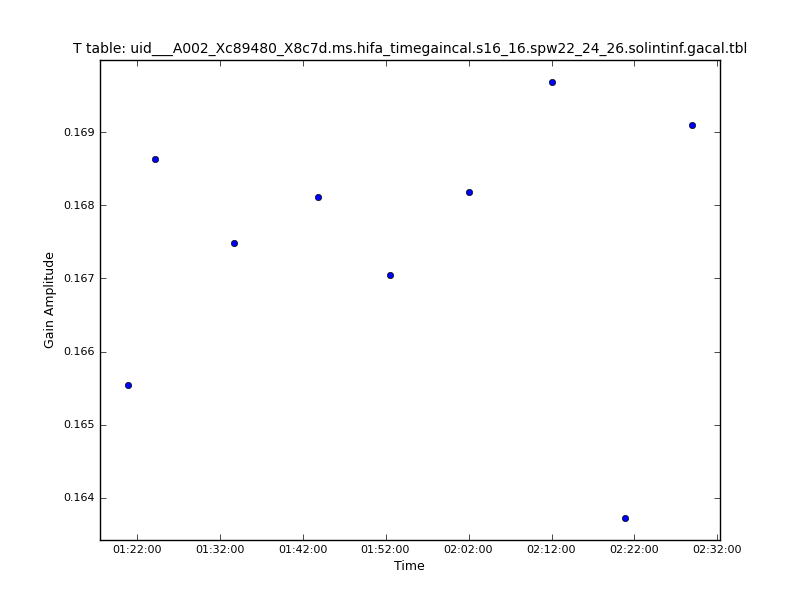 T table: uid___A002_Xc89480_X8c7d.ms.hifa_timegaincal.s16_16.spw22_24_26.solintinf.gacal.tbl
0.169
0.168
0.167
0.166
0.165
0.164
Gain Amplitude
01:22:00 01:32:00 01:42:00 01:52:00 02:02:00 02:12:00 02:22:00 02:32:00
Time